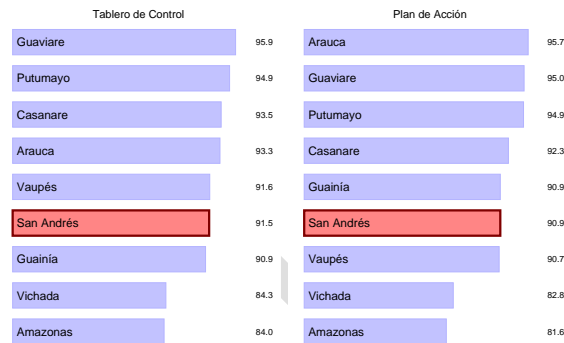 Tablero de Control
Guaviare 95.9
Putumayo 94.9
Casanare 93.5
Arauca 93.3
Vaupés 91.6
San Andrés 91.5
Guainía 90.9
Vichada 84.3
Amazonas 84.0
Plan de Acción
Arauca 95.7
Guaviare 95.0
Putumayo 94.9
Casanare 92.3
Guainía 90.9
San Andrés 90.9
Vaupés 90.7
Vichada 82.8
Amazonas 81.6